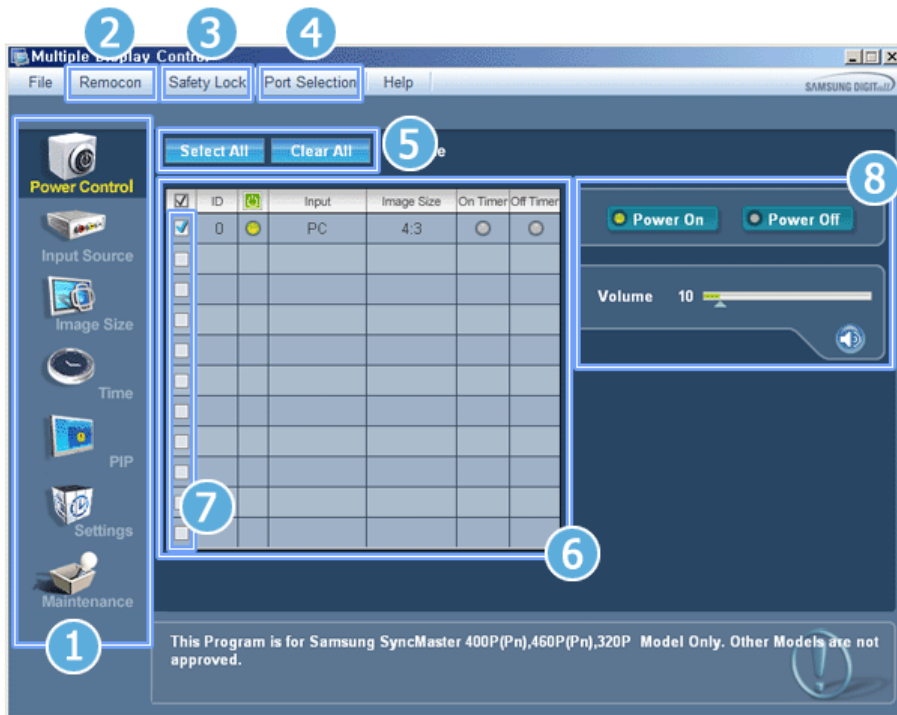 2 3 4
Multiple Display Control
File Remocon Safety Lock Port Selection Help
SAMSUNG DIGITall
Select All Clear All 5
8
Power Control
ID Input Image Size On Timer Off Timer
0 PC 4:3
Power On Power Off
Input Source
Volume 10
Image Size
Time
PIP
7
Settings
6
Maintenance
1
This Program is for Samsung SyncMaster 400P(Pn),460P(Pn),320P Model Only. Other Models are not
approved.